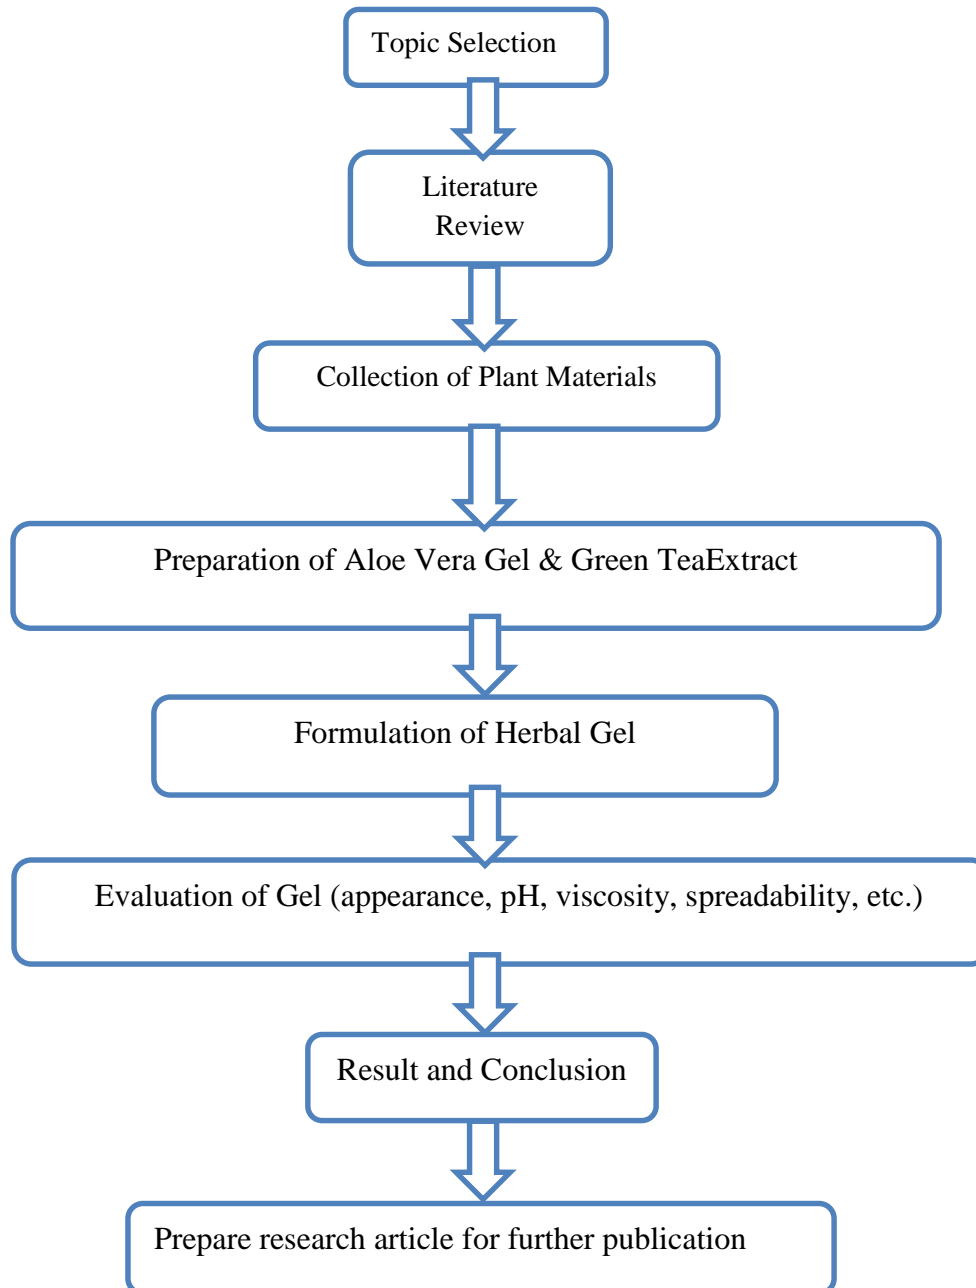 Topic Selection
Literature
Review
Collection of Plant Materials
Preparation of Aloe Vera Gel & Green TeaExtract
Formulation of Herbal Gel
Evaluation of Gel (appearance, pH, viscosity, spreadability, etc.)
Result and Conclusion
Prepare research article for further publication